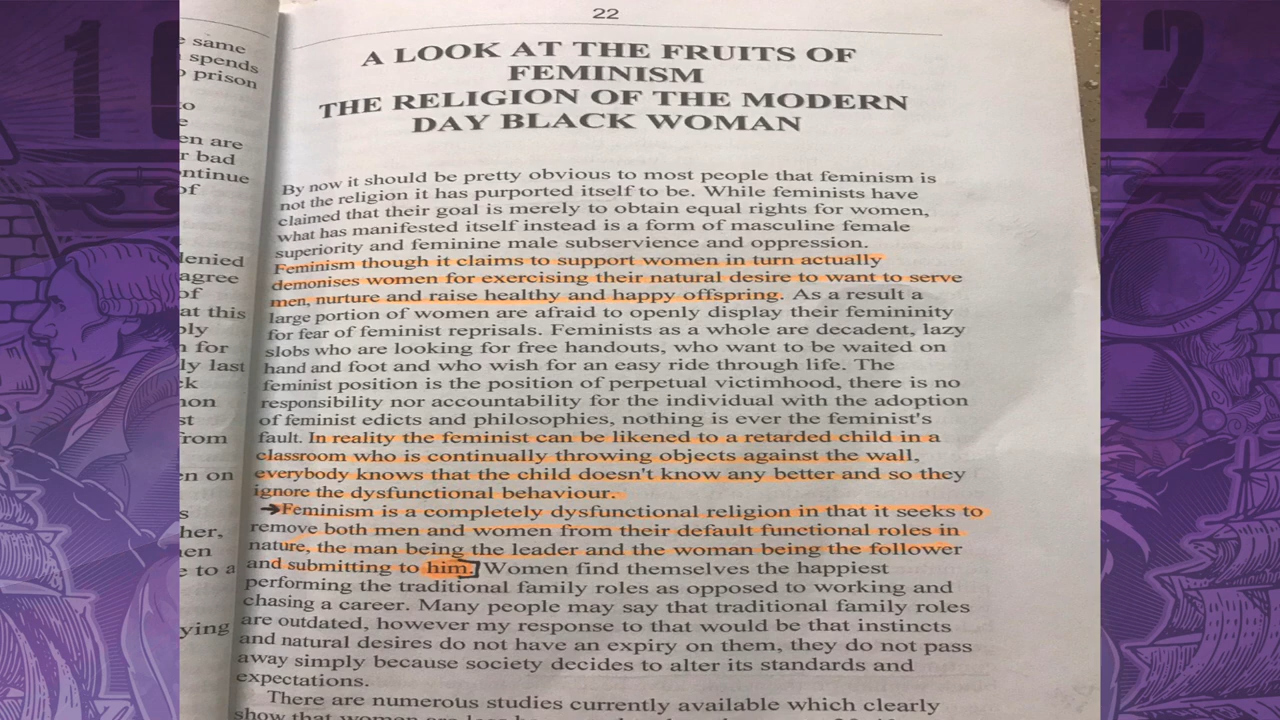 same
spends
prison
to
e
en are
r bad
ntinue
of
denied
agree
of
at this
ly
n for
ly last
ck
non
st
from
en on
s
her,
en
e to a
ying
22
A LOOK AT THE FRUITS OF
FEMINISM
THE RELIGION OF THE MODERN
DAY BLACK WOMAN
By now it should be pretty obvious to most people that feminism is
not the religion it has purported itself to be. While feminists have
claimed that their goal is merely to obtain equal rights for women,
what has manifested itself instead is a form of masculine female
superiority and feminine male subservience and oppression.
Feminism though it claims to support women in turn actually
demonises women for exercising their natural desire to want to serve
men, nurture and raise healthy and happy offspring. As a result a
large portion of women are afraid to openly display their femininity
for fear of feminist reprisals. Feminists as a whole are decadent, lazy
slobs who are looking for free handouts, who want to be waited on
hand and foot and who wish for an easy ride through life. The
feminist position is the position of perpetual victimhood, there is no
responsibility nor accountability for the individual with the adoption
of feminist edicts and philosophies, nothing is ever the feminist's
fault. In reality the feminist can be likened to a retarded child in a
classroom who is continually throwing objects against the wall,
everybody knows that the child doesn't know any better and so they
ignore the dysfunctional behaviour.
Feminism is a completely dysfunctional religion in that it seeks to
remove both men and women from their default functional roles in
nature, the man being the leader and the woman being the follower
and submitting to him. Women find themselves the happiest
performing the traditional family roles as opposed to working and
chasing a career. Many people may say that traditional family roles
are outdated, however my response to that would be that instincts
and natural desires do not have an expiry on them, they do not pass
away simply because society decides to alter its standards and
expectations.
There are numerous studies currently available which clearly
show that women are
2